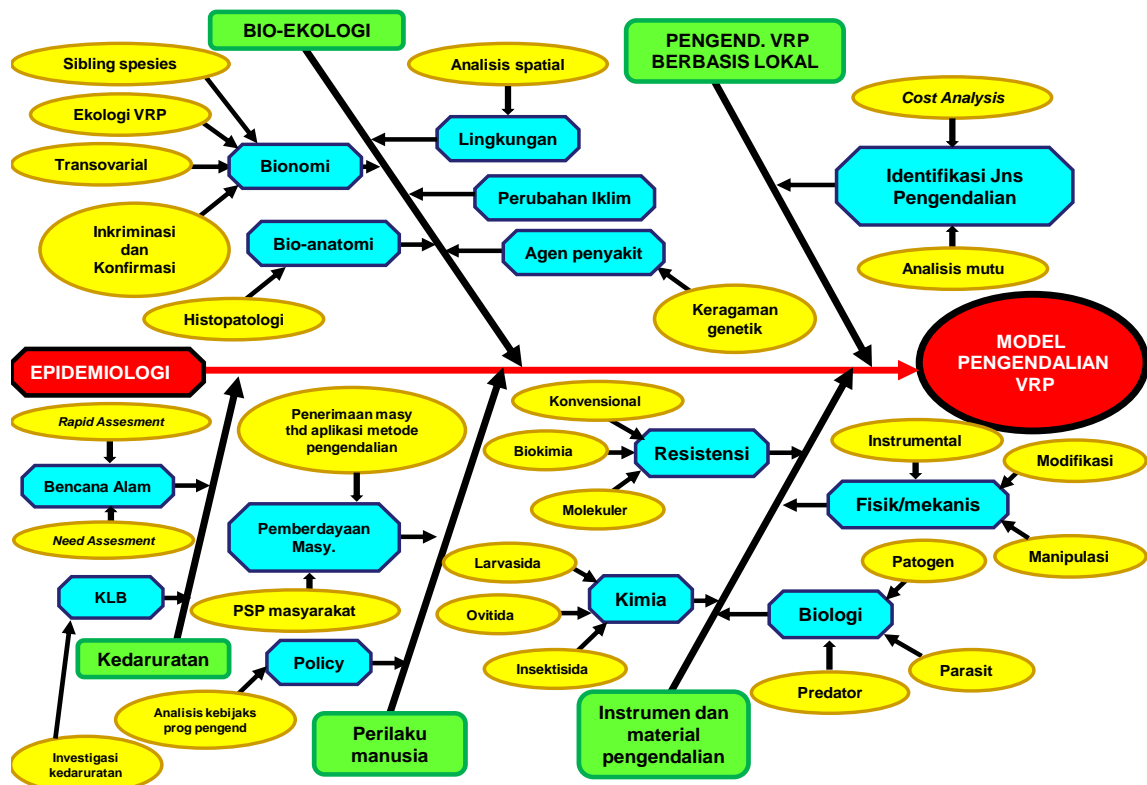 BIO-EKOLOGI
PENGEND. VRP
BERBASIS LOKAL
Sibling spesies
Analisis spatial
Cost Analysis
Ekologi VRP
Lingkungan
Transovarial
Bionomi
Identifikasi Jns
Pengendalian
Perubahan Iklim
Inkriminasi
dan
Konfirmasi
Bio-anatomi
Agen penyakit
Analisis mutu
Histopatologi
Keragaman
genetik
EPIDEMIOLOGI
MODEL
PENGENDALIAN
VRP
Rapid Assesment
Penerimaan masy
thd aplikasi metode
pengendalian
Konvensional
Instrumental
Biokimia
Resistensi
Modifikasi
Bencana Alam
Molekuler
Fisik/mekanis
Need Assesment
Pemberdayaan
Masy.
Manipulasi
Larvasida
Patogen
KLB
PSP masyarakat
Kimia
Biologi
Ovitida
Kedaruratan
Policy
Insektisida
Parasit
Predator
Analisis kebijaks
prog pengend
Perilaku
manusia
Instrumen dan
material
pengendalian
Investigasi
kedaruratan